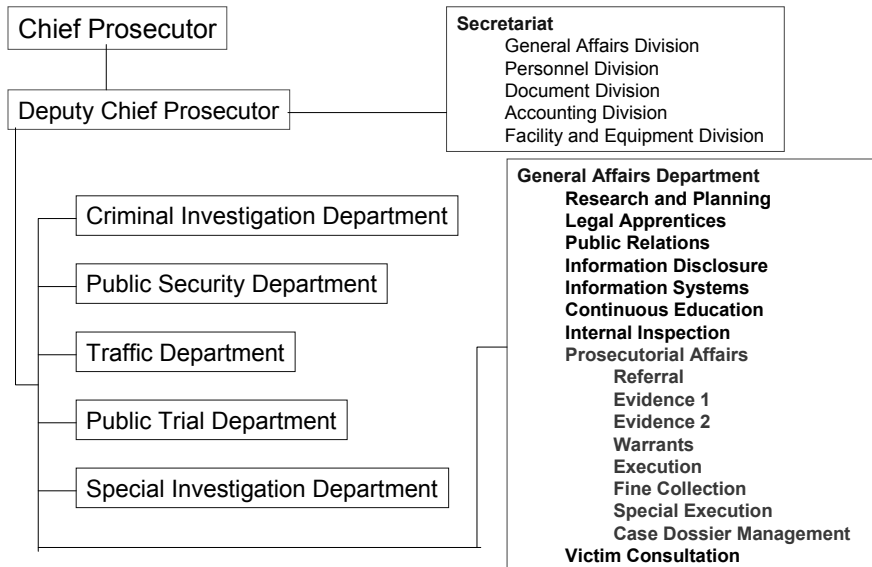 Chief Prosecutor
Deputy Chief Prosecutor
Secretariat
General Affairs Division
Personnel Division
Document Division
Accounting Division
Facility and Equipment Division
Criminal Investigation Department
Public Security Department
Traffic Department
Public Trial Department
Special Investigation Department
General Affairs Department
Research and Planning
Legal Apprentices
Public Relations
Information Disclosure
Information Systems
Continuous Education
Internal Inspection
Prosecutorial Affairs
Referral
Evidence 1
Evidence 2
Warrants
Execution
Fine Collection
Special Execution
Case Dossier Management
Victim Consultation